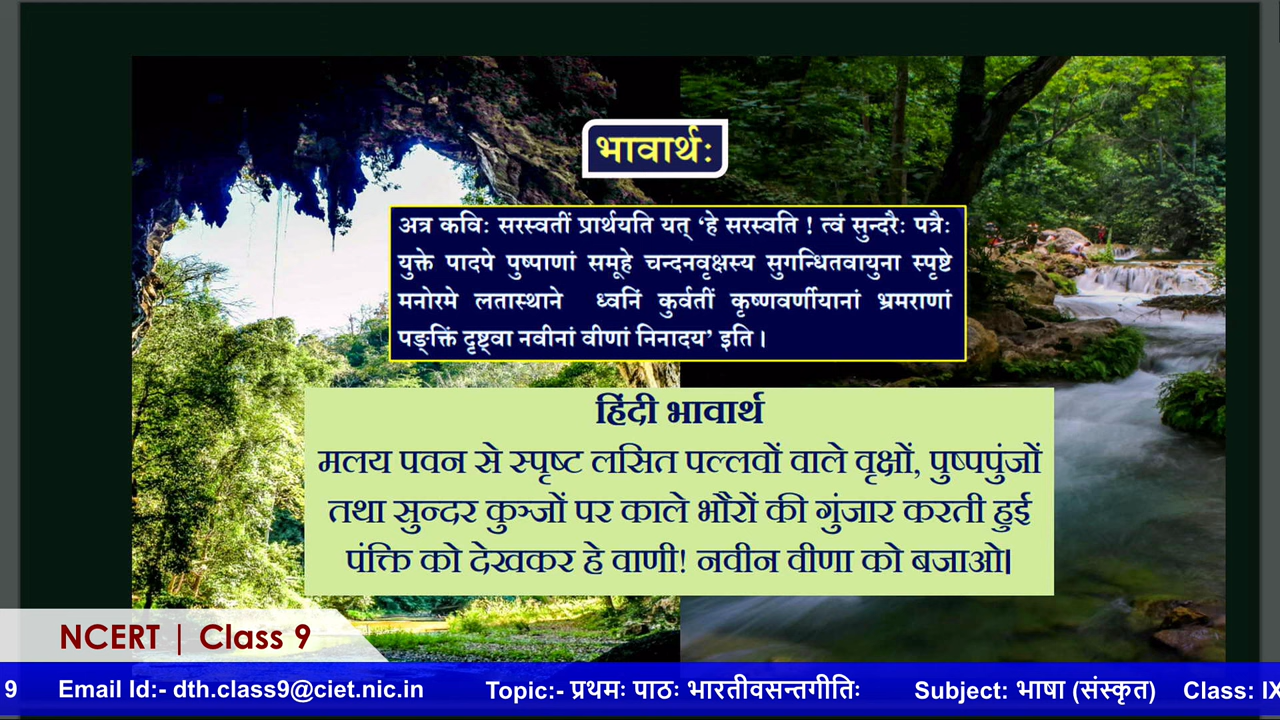 भावार्थः
अत्र कविः सरस्वतीं प्रार्थयति यत् ‘हे सरस्वति ! त्वं सुन्दरैः पत्रैः
युक्ते पादपे पुष्पाणां समूहे चन्दनवृक्षस्य सुगन्धितवायुना स्पृष्टे
मनोरमे लतास्थाने ध्वनिं कुर्वतीं कृष्णवर्णीयानां भ्रमराणां
पङ्क्तिं दृष्ट्वा नवीनां वीणां निनादय’ इति।
हिंदी भावार्थ
मलय पवन से स्पृष्ट लसित पल्लवों वाले वृक्षों, पुष्पपुंजों
तथा सुन्दर कुञ्जों पर काले भौरों की गुंजार करती हुई
पंक्ति को देखकर हे वाणी! नवीन वीणा को बजाओ।
NCERT | Class 9
9 Email Id:- dth.class9@ciet.nic.in Topic:- प्रथमः पाठः भारतीवसन्तगीतिः Subject: भाषा (संस्कृत) Class: IX